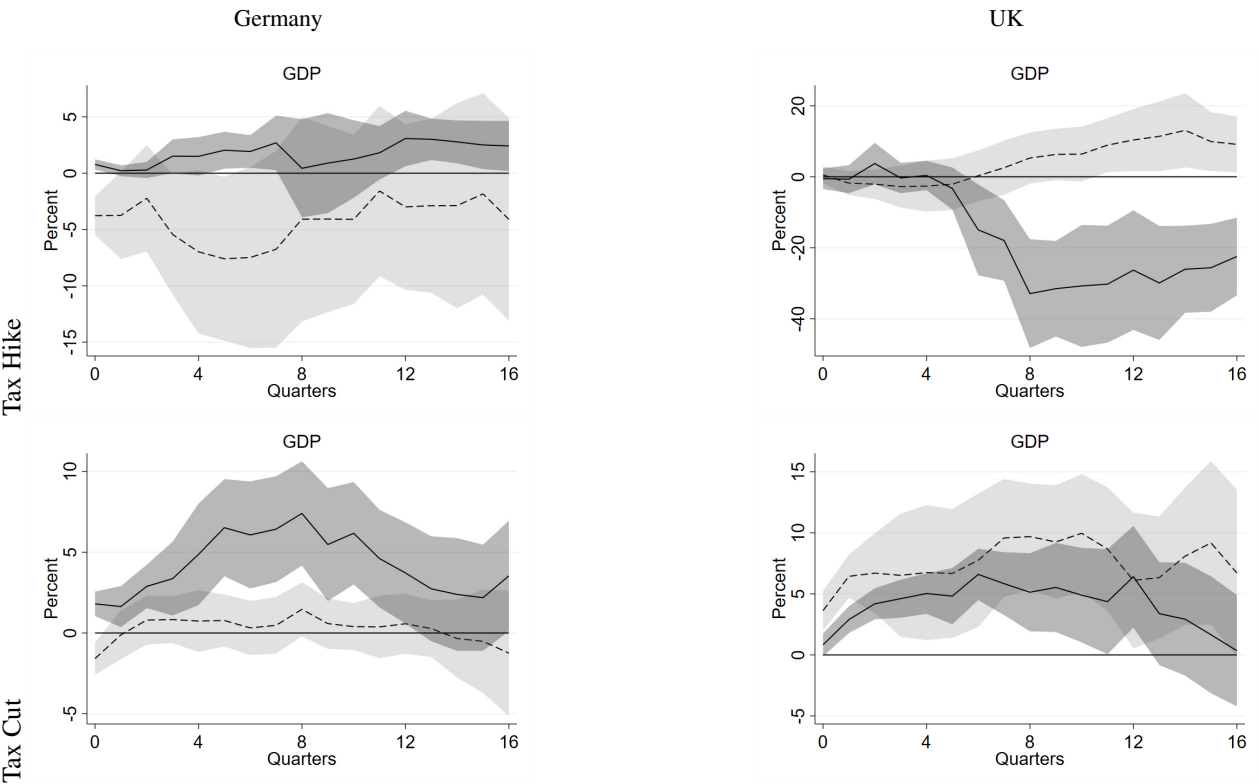 Germany
UK
Tax Hike
GDP
Percent
5
0
-5
-10
-15
0 4 8 12 16
Quarters
GDP
Percent
20
0
-20
-40
0 4 8 12 16
Quarters
Tax Cut
GDP
Percent
10
5
0
-5
0 4 8 12 16
Quarters
GDP
Percent
15
10
5
0
-5
0 4 8 12 16
Quarters